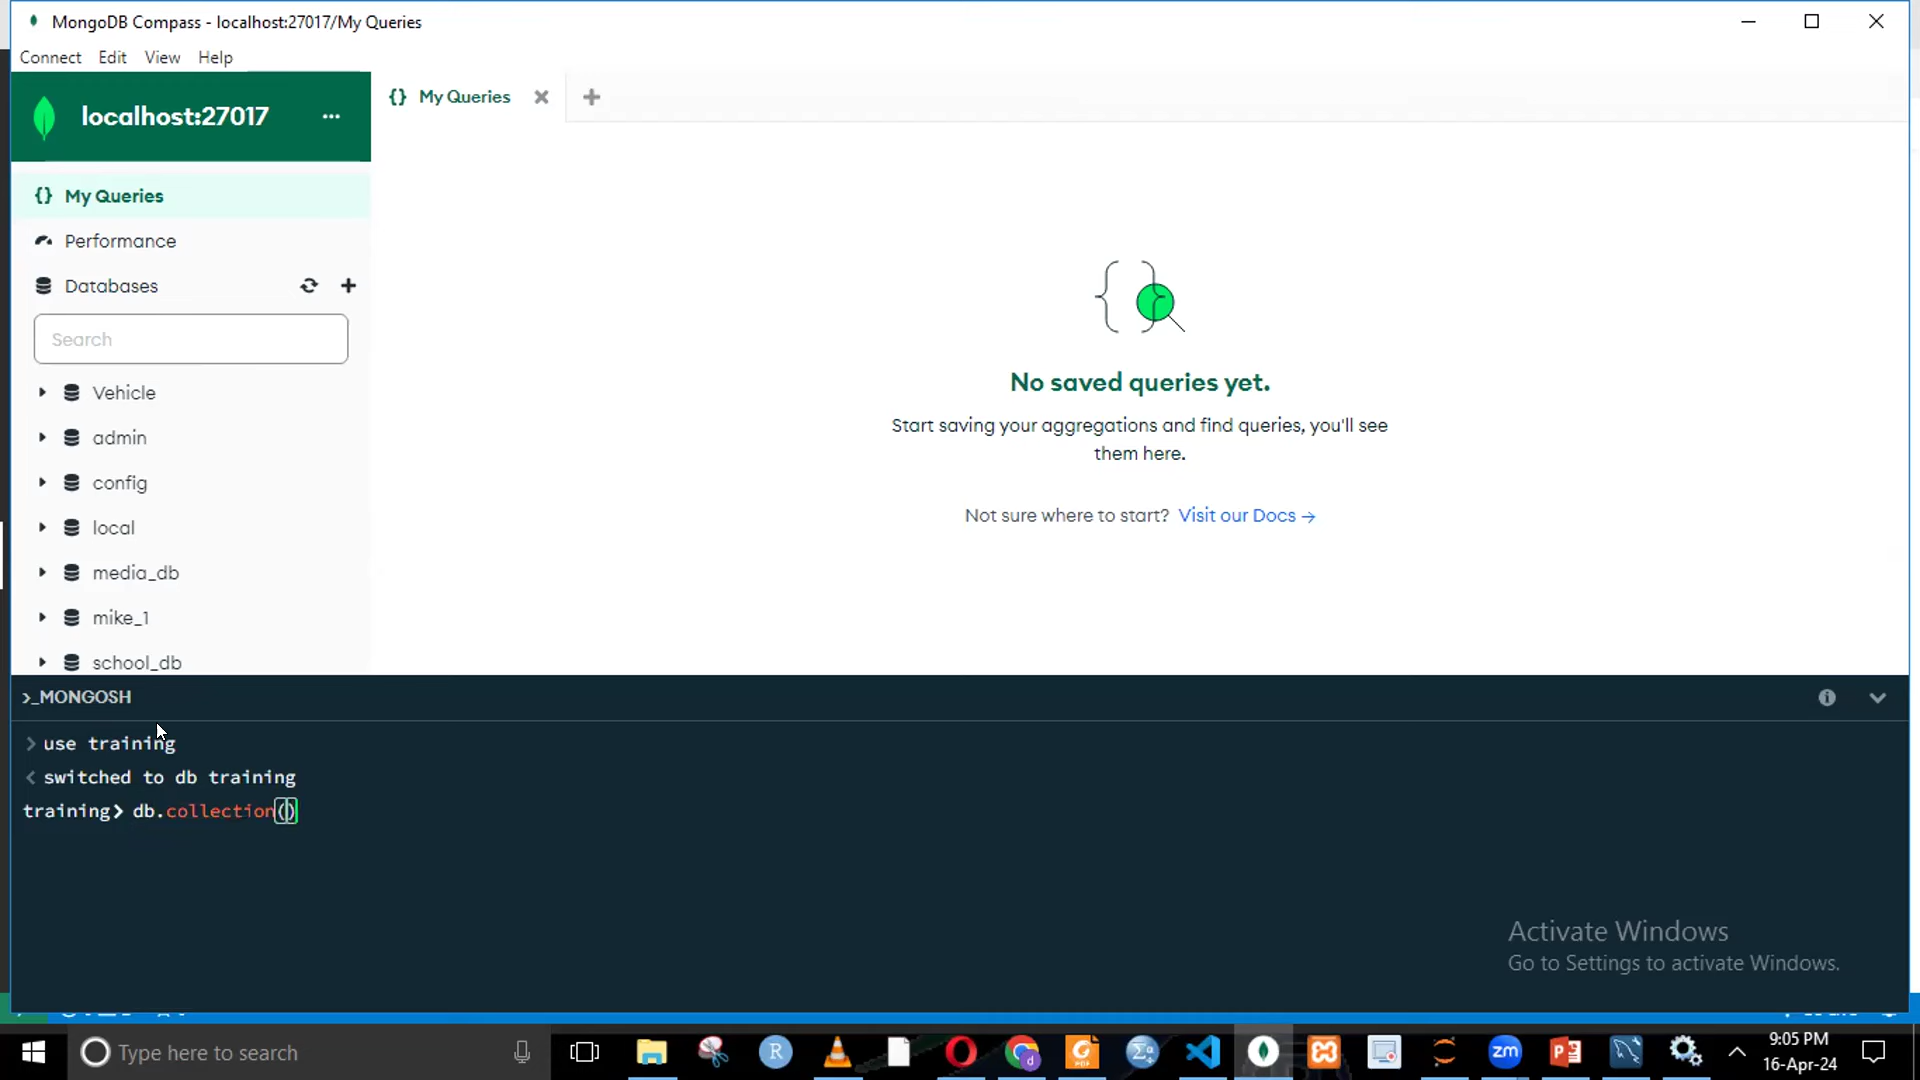 MongoDB Compass - localhost:27017/My Queries
Connect Edit View Help
localhost:27017 ...
{} My Queries
{} My Queries
Performance
Databases
Search
Vehicle
admin
config
local
media_db
mike_1
school_db
No saved queries yet.
Start saving your aggregations and find queries, you'll see
them here.
Not sure where to start? Visit our Docs →
>_MONGOSH
> use training
< switched to db training
training> db.collection()
Activate Windows
Go to Settings to activate Windows.
Type here to search
9:05 PM
16-Apr-24